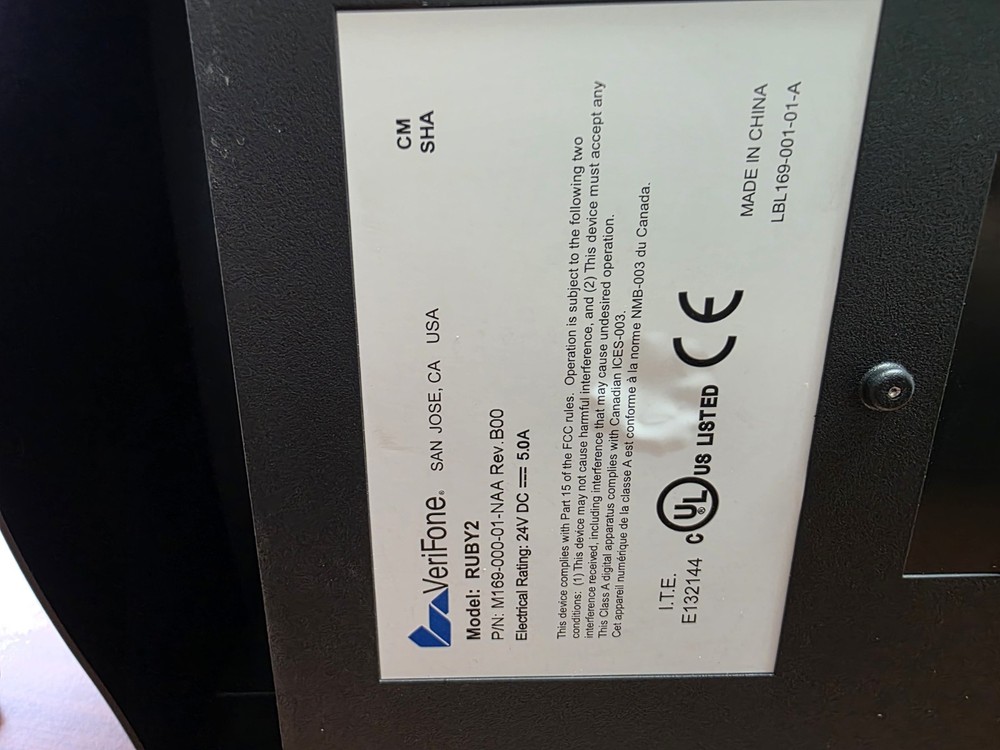 VeriFone® SAN JOSE, CA USA
CM
SHA
Model: RUBY2
P/N: M169-000-01-NAA Rev. B00
Electrical Rating: 24V DC ⎓ 5.0A
This device complies with Part 15 of the FCC rules. Operation is subject to the following two
conditions: (1) This device may not cause harmful interference, and (2) This device must accept any
interference received, including interference that may cause undesired operation.
This Class A digital apparatus complies with Canadian ICES-003.
Cet appareil numérique de la classe A est conforme à la norme NMB-003 du Canada.
I.T.E.
E132144
C UL® US LISTED CE
MADE IN CHINA
LBL169-001-01-A